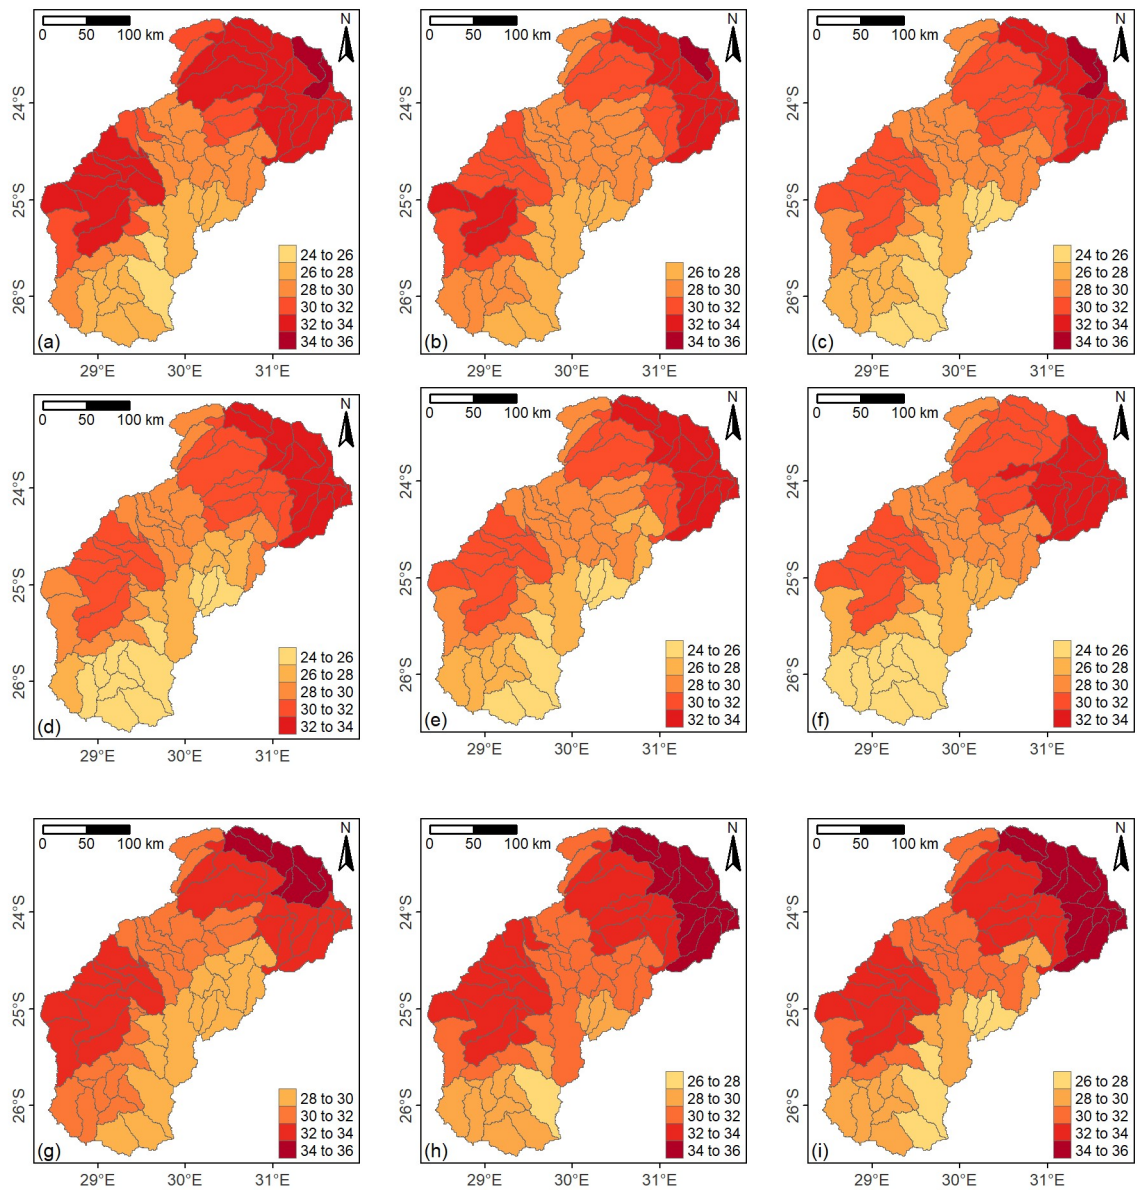 N N N
0 50 100 km 0 50 100 km 0 50 100 km
24°S 24°S 24°S
25°S 25°S 25°S
26°S 26°S 26°S
24 to 26
26 to 28
28 to 30
30 to 32
32 to 34
34 to 36
(a)
26 to 28
28 to 30
30 to 32
32 to 34
34 to 36
(b)
24 to 26
26 to 28
28 to 30
30 to 32
32 to 34
34 to 36
(c)
29°E 30°E 31°E 29°E 30°E 31°E 29°E 30°E 31°E
N N N
0 50 100 km 0 50 100 km 0 50 100 km
24°S 24°S 24°S
25°S 25°S 25°S
26°S 26°S 26°S
24 to 26
26 to 28
28 to 30
30 to 32
32 to 34
(d)
24 to 26
26 to 28
28 to 30
30 to 32
32 to 34
(e)
24 to 26
26 to 28
28 to 30
30 to 32
32 to 34
(f)
29°E 30°E 31°E 29°E 30°E 31°E 29°E 30°E 31°E
N N N
0 50 100 km 0 50 100 km 0 50 100 km
24°S 24°S 24°S
25°S 25°S 25°S
26°S 26°S 26°S
28 to 30
30 to 32
32 to 34
34 to 36
(g)
26 to 28
28 to 30
30 to 32
32 to 34
34 to 36
(h)
26 to 28
28 to 30
30 to 32
32 to 34
34 to 36
(i)
29°E 30°E 31°E 29°E 30°E 31°E 29°E 30°E 31°E